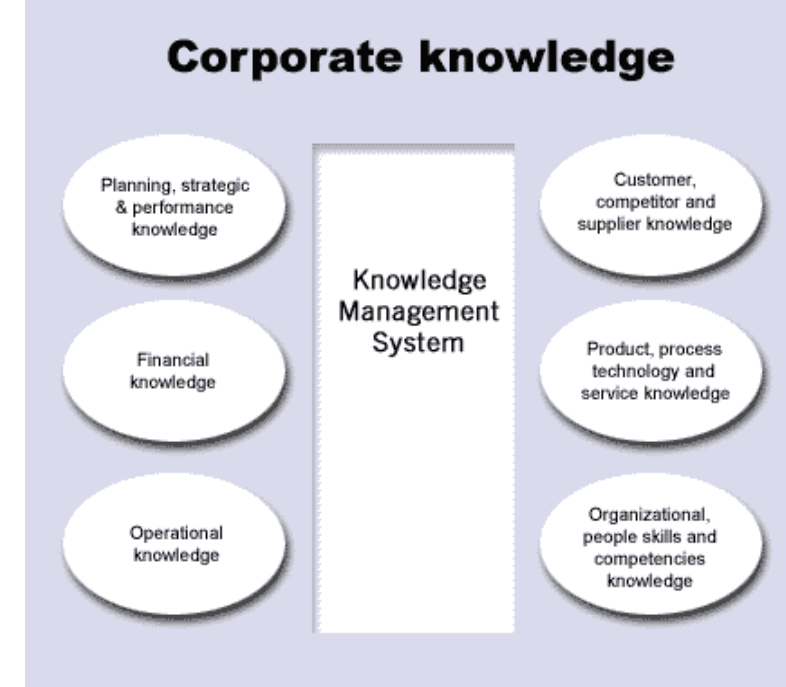 Corporate knowledge
Planning, strategic
& performance
knowledge
Financial
knowledge
Operational
knowledge
Knowledge
Management
System
Customer,
competitor and
supplier knowledge
Product, process
technology and
service knowledge
Organizational,
people skills and
competencies
knowledge